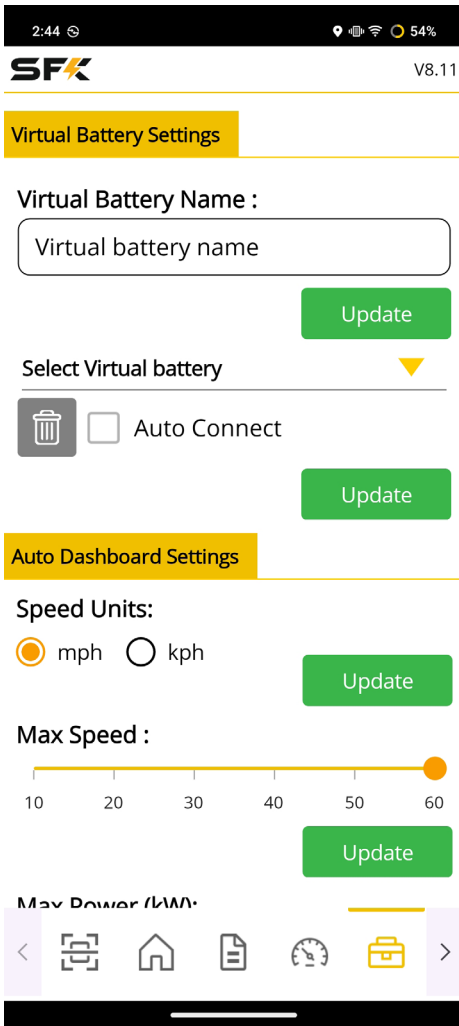 2:44 54%
SFK V8.11
Virtual Battery Settings
Virtual Battery Name :
Virtual battery name
Update
Select Virtual battery
Auto Connect
Update
Auto Dashboard Settings
Speed Units:
mph kph
Update
Max Speed :
10 20 30 40 50 60
Update
Max Power (kW):